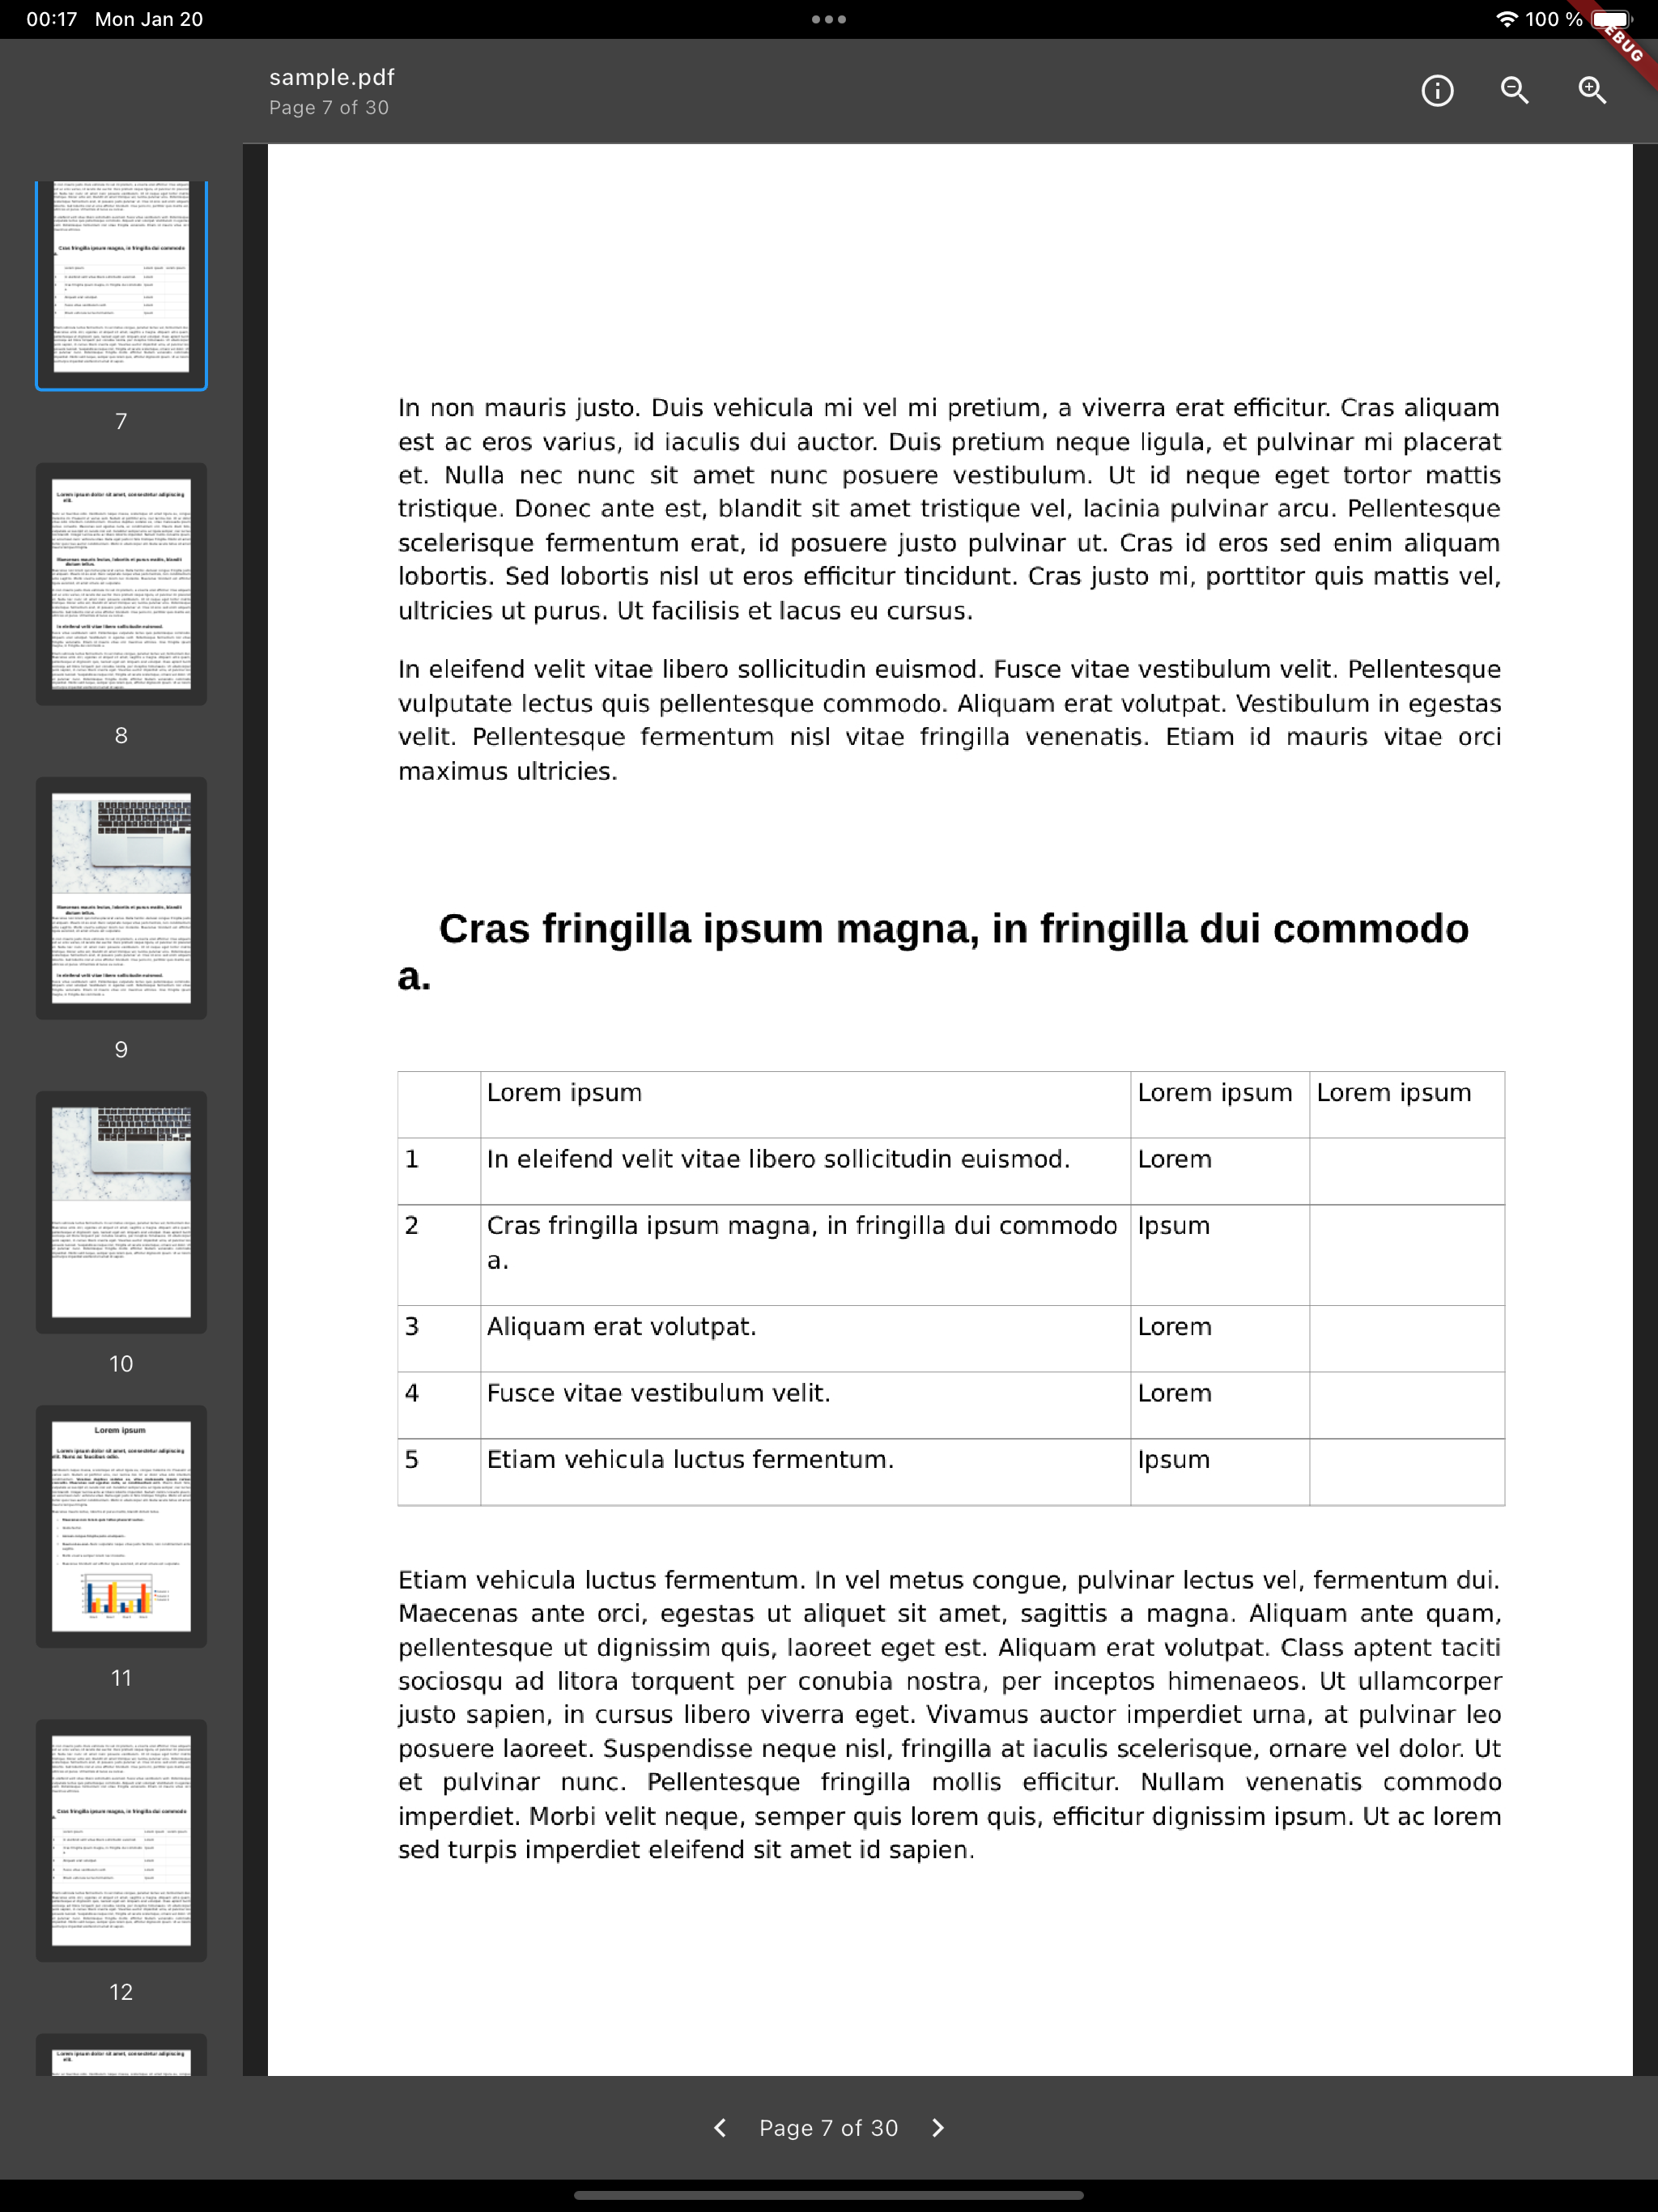 00:17 Mon Jan 20
100 %
EBUG
sample.pdf
Page 7 of 30
7
8
9
10
Lorem ipsum
11
12
In non mauris justo. Duis vehicula mi vel mi pretium, a viverra erat efficitur. Cras aliquam
est ac eros varius, id iaculis dui auctor. Duis pretium neque ligula, et pulvinar mi placerat
et. Nulla nec nunc sit amet nunc posuere vestibulum. Ut id neque eget tortor mattis
tristique. Donec ante est, blandit sit amet tristique vel, lacinia pulvinar arcu. Pellentesque
scelerisque fermentum erat, id posuere justo pulvinar ut. Cras id eros sed enim aliquam
lobortis. Sed lobortis nisl ut eros efficitur tincidunt. Cras justo mi, porttitor quis mattis vel,
ultricies ut purus. Ut facilisis et lacus eu cursus.
In eleifend velit vitae libero sollicitudin euismod. Fusce vitae vestibulum velit. Pellentesque
vulputate lectus quis pellentesque commodo. Aliquam erat volutpat. Vestibulum in egestas
velit. Pellentesque fermentum nisl vitae fringilla venenatis. Etiam id mauris vitae orci
maximus ultricies.
Cras fringilla ipsum magna, in fringilla dui commodo
a.
Lorem ipsum Lorem ipsum Lorem ipsum
1 In eleifend velit vitae libero sollicitudin euismod. Lorem
2 Cras fringilla ipsum magna, in fringilla dui commodo Ipsum
a.
3 Aliquam erat volutpat. Lorem
4 Fusce vitae vestibulum velit. Lorem
5 Etiam vehicula luctus fermentum. Ipsum
Etiam vehicula luctus fermentum. In vel metus congue, pulvinar lectus vel, fermentum dui.
Maecenas ante orci, egestas ut aliquet sit amet, sagittis a magna. Aliquam ante quam,
pellentesque ut dignissim quis, laoreet eget est. Aliquam erat volutpat. Class aptent taciti
sociosqu ad litora torquent per conubia nostra, per inceptos himenaeos. Ut ullamcorper
justo sapien, in cursus libero viverra eget. Vivamus auctor imperdiet urna, at pulvinar leo
posuere laoreet. Suspendisse neque nisl, fringilla at iaculis scelerisque, ornare vel dolor. Ut
et pulvinar nunc. Pellentesque fringilla mollis efficitur. Nullam venenatis commodo
imperdiet. Morbi velit neque, semper quis lorem quis, efficitur dignissim ipsum. Ut ac lorem
sed turpis imperdiet eleifend sit amet id sapien.
Page 7 of 30